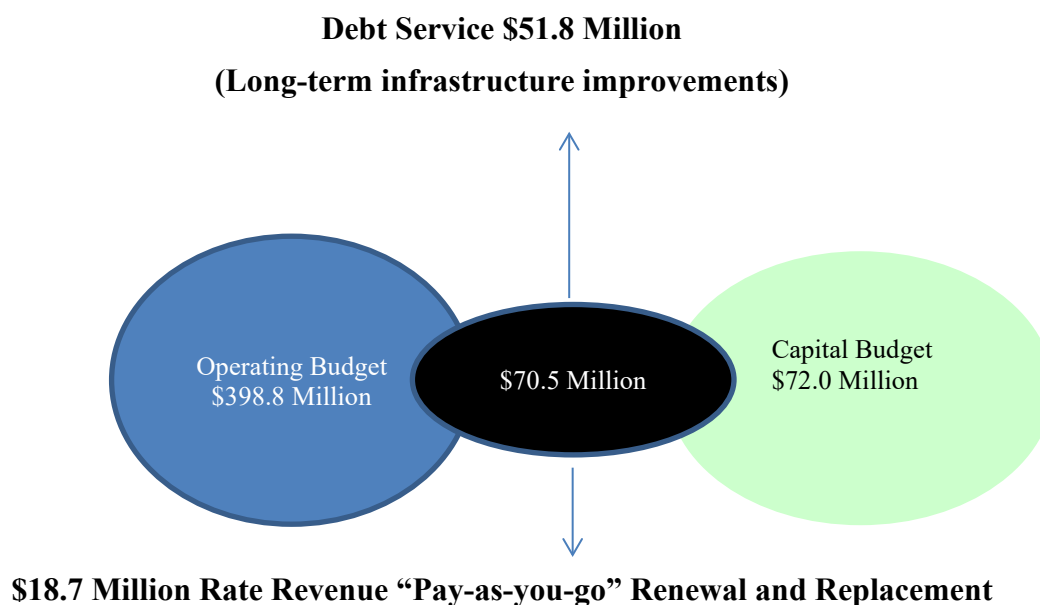 Debt Service $51.8 Million
(Long-term infrastructure improvements)
Operating Budget
$398.8 Million
$70.5 Million
Capital Budget
$72.0 Million
$18.7 Million Rate Revenue “Pay-as-you-go” Renewal and Replacement